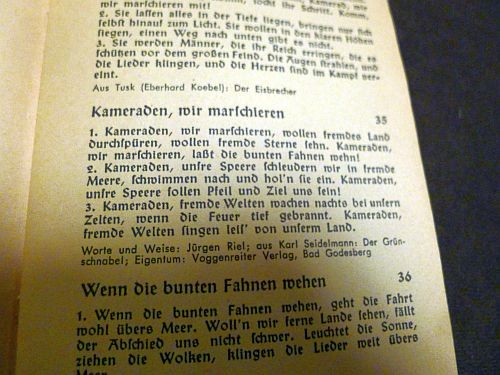 mit! lockt ihr Schritt. Komm,
wir marschieren mit!
2. Sie lassen alles in der Tiefe liegen, bringen nur sich
selbst hinauf zum Licht. Sie wollen in den klaren Höhen
siegen, einen Weg nach unten gibt es nicht.
3. Sie werden Männer, die ihr Reich erringen, die es
schützen vor dem großen Feind. Die Augen strahlen, und
die Lieder klingen, und die Herzen sind im Kampf ver-
eint.
Aus Tusk (Eberhard Koebel): Der Eisbrecher
Kameraden, wir marschieren 35
1. Kameraden, wir marschieren, wollen fremdes Land
durchspüren, wollen fremde Sterne sehn. Kameraden,
wir marschieren, laßt die bunten Fahnen wehn!
2. Kameraden, unsre Speere schleudern wir in fremde
Meere, schwimmen nach und hol'n sie ein. Kameraden,
unsre Speere sollen Pfeil und Ziel uns sein!
3. Kameraden, fremde Welten wachen nachts bei unsern
Zelten, wenn die Feuer tief gebrannt. Kameraden,
fremde Welten singen leis' von unserm Land.
Worte und Weise: Jürgen Riel; aus Karl Seidelmann: Der Grün-
schnabel; Eigentum: Voggenreiter Verlag, Bad Godesberg
Wenn die bunten Fahnen wehen 36
1. Wenn die bunten Fahnen wehen, geht die Fahrt
wohl übers Meer. Woll'n wir ferne Lande sehen, fällt
der Abschied uns nicht schwer. Leuchtet die Sonne,
ziehen die Wolken, klingen die Lieder weit übers
Meer.